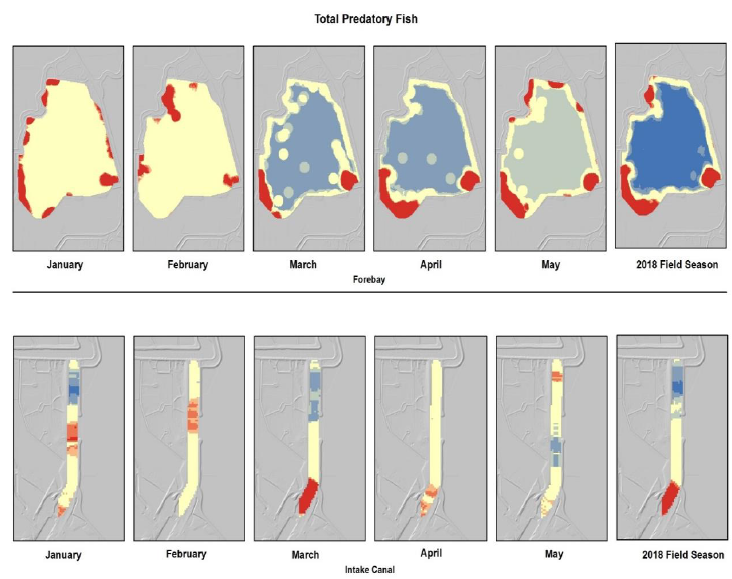 Total Predatory Fish
January
February
March
April
May
2018 Field Season
Forebay
January
February
March
April
May
2018 Field Season
Intake Canal